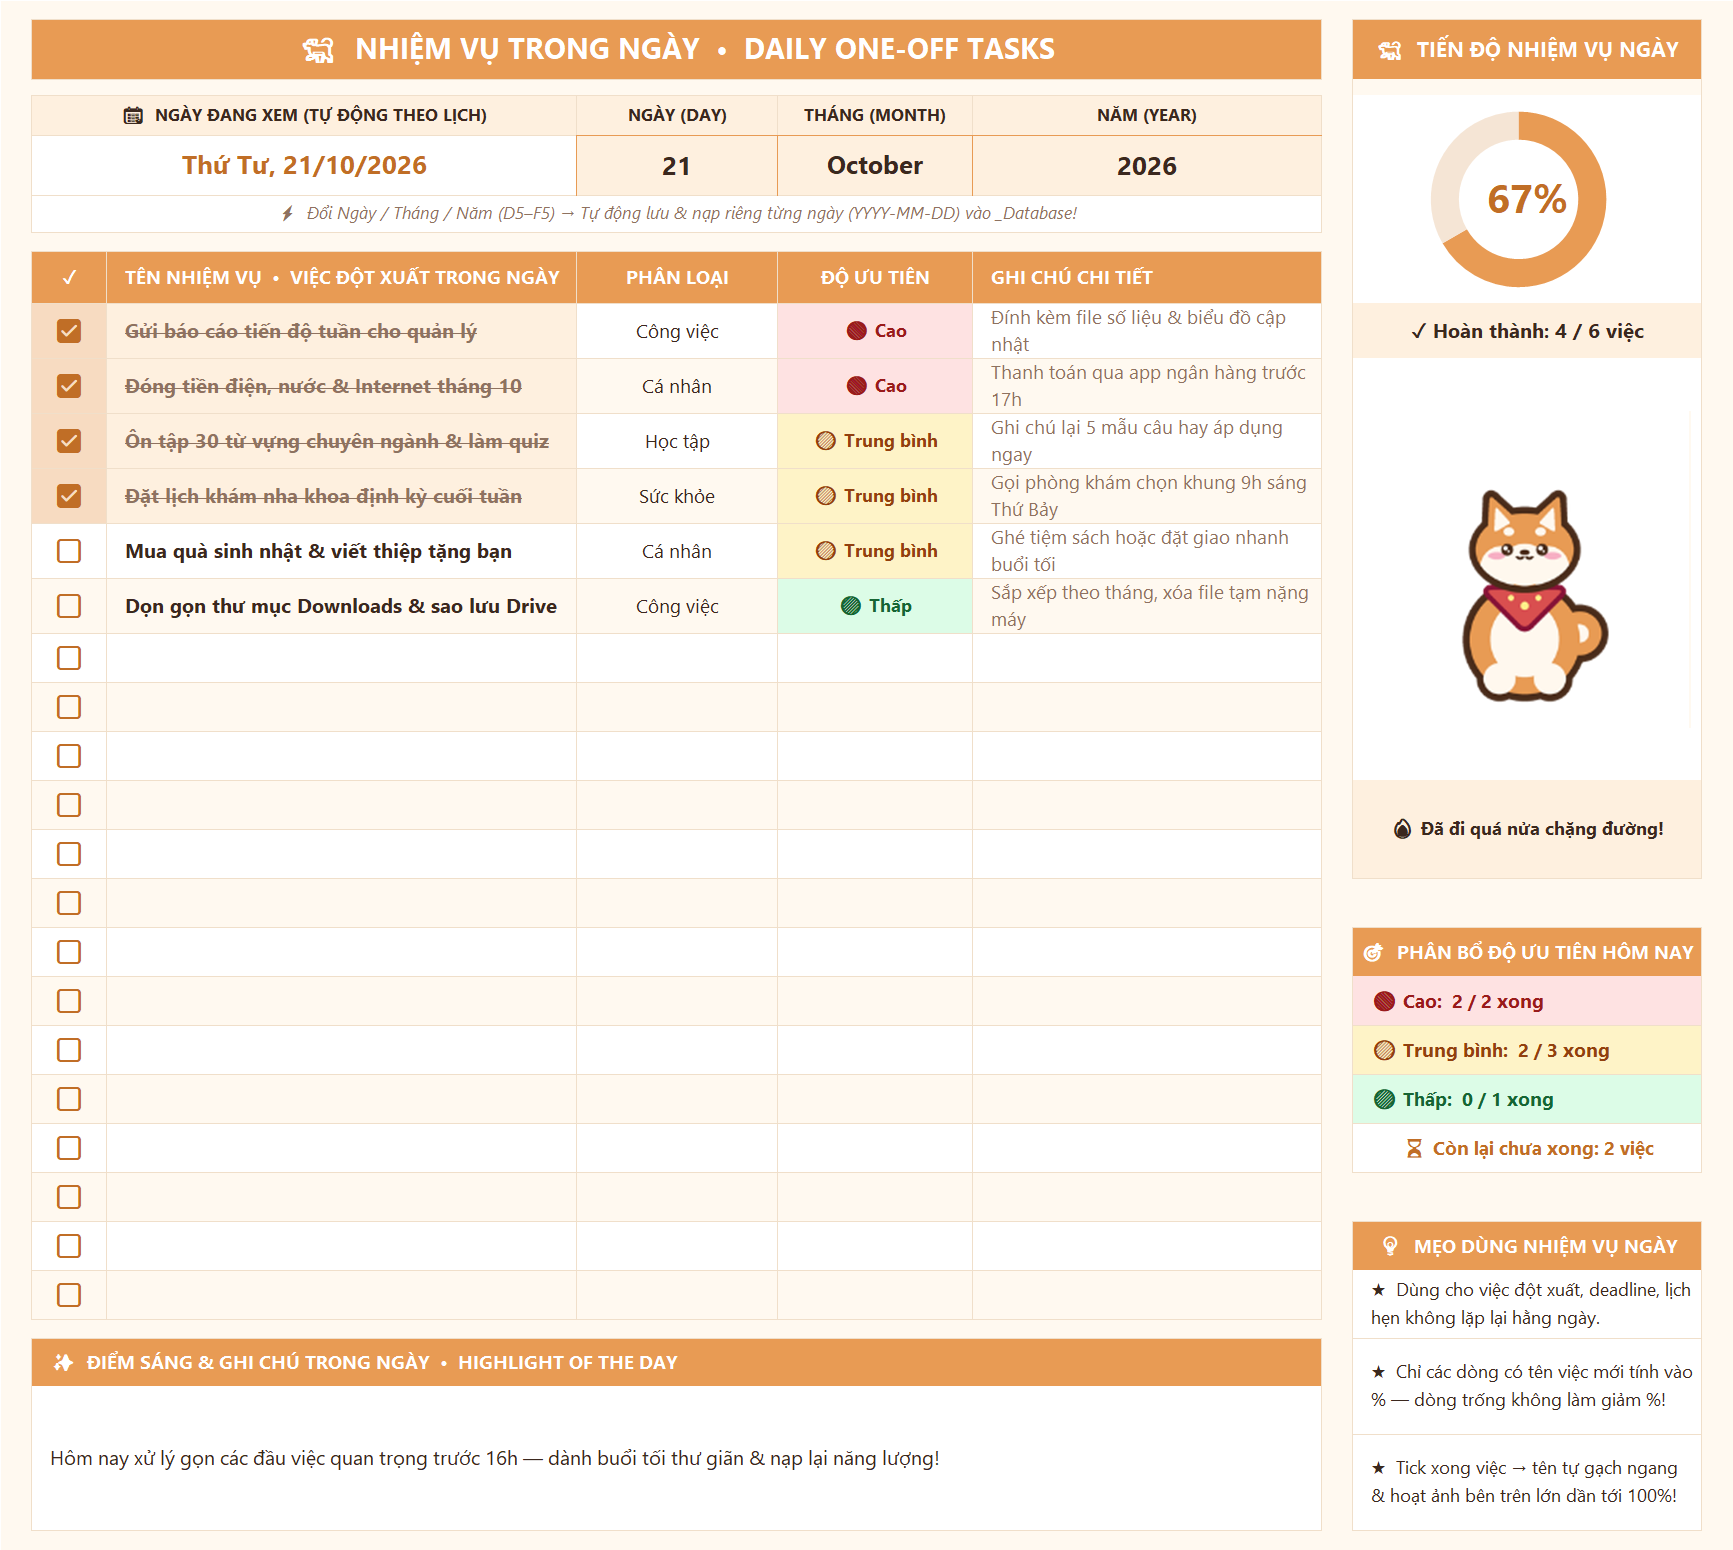 NHIỆM VỤ TRONG NGÀY • DAILY ONE-OFF TASKS
NGÀY ĐANG XEM (TỰ ĐỘNG THEO LỊCH)
NGÀY (DAY)
THÁNG (MONTH)
NĂM (YEAR)
Thứ Tư, 21/10/2026
21
October
2026
Đổi Ngày / Tháng / Năm (D5–F5) → Tự động lưu & nạp riêng từng ngày (YYYY-MM-DD) vào _Database!
✓
TÊN NHIỆM VỤ • VIỆC ĐỘT XUẤT TRONG NGÀY
PHÂN LOẠI
ĐỘ ƯU TIÊN
GHI CHÚ CHI TIẾT
Gửi báo cáo tiến độ tuần cho quản lý
Công việc
Cao
Đính kèm file số liệu & biểu đồ cập
nhật
Đóng tiền điện, nước & Internet tháng 10
Cá nhân
Cao
Thanh toán qua app ngân hàng trước
17h
Ôn tập 30 từ vựng chuyên ngành & làm quiz
Học tập
Trung bình
Ghi chú lại 5 mẫu câu hay áp dụng
ngay
Đặt lịch khám nha khoa định kỳ cuối tuần
Sức khỏe
Trung bình
Gọi phòng khám chọn khung 9h sáng
Thứ Bảy
Mua quà sinh nhật & viết thiệp tặng bạn
Cá nhân
Trung bình
Ghé tiệm sách hoặc đặt giao nhanh
buổi tối
Dọn gọn thư mục Downloads & sao lưu Drive
Công việc
Thấp
Sắp xếp theo tháng, xóa file tạm nặng
máy
ĐIỂM SÁNG & GHI CHÚ TRONG NGÀY • HIGHLIGHT OF THE DAY
Hôm nay xử lý gọn các đầu việc quan trọng trước 16h — dành buổi tối thư giãn & nạp lại năng lượng!
TIẾN ĐỘ NHIỆM VỤ NGÀY
67%
✓ Hoàn thành: 4 / 6 việc
Đã đi quá nửa chặng đường!
PHÂN BỔ ĐỘ ƯU TIÊN HÔM NAY
Cao: 2 / 2 xong
Trung bình: 2 / 3 xong
Thấp: 0 / 1 xong
Còn lại chưa xong: 2 việc
MẸO DÙNG NHIỆM VỤ NGÀY
★ Dùng cho việc đột xuất, deadline, lịch
hẹn không lặp lại hằng ngày.
★ Chỉ các dòng có tên việc mới tính vào
% — dòng trống không làm giảm %!
★ Tick xong việc → tên tự gạch ngang
& hoạt ảnh bên trên lớn dần tới 100%!